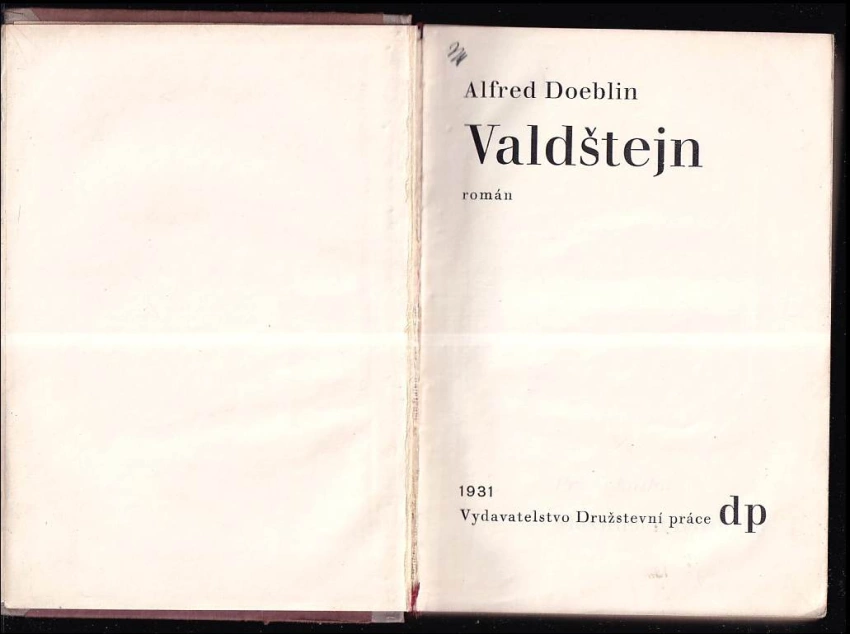 Alfred Doeblin
Valdštejn
román
1931
Vydavatelstvo Družstevní práce dp